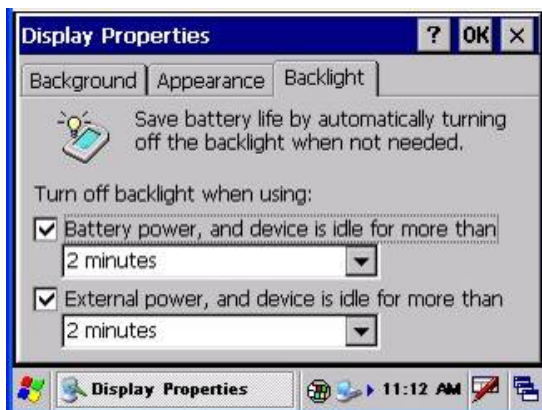 Display Properties ? OK ×
Background Appearance Backlight
Save battery life by automatically turning
off the backlight when not needed.
Turn off backlight when using:
Battery power, and device is idle for more than
2 minutes
External power, and device is idle for more than
2 minutes
Display Properties 11:12 AM